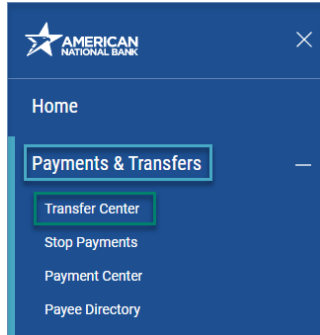 AMERICAN
NATIONAL BANK
Home
Payments & Transfers
Transfer Center
Stop Payments
Payment Center
Payee Directory